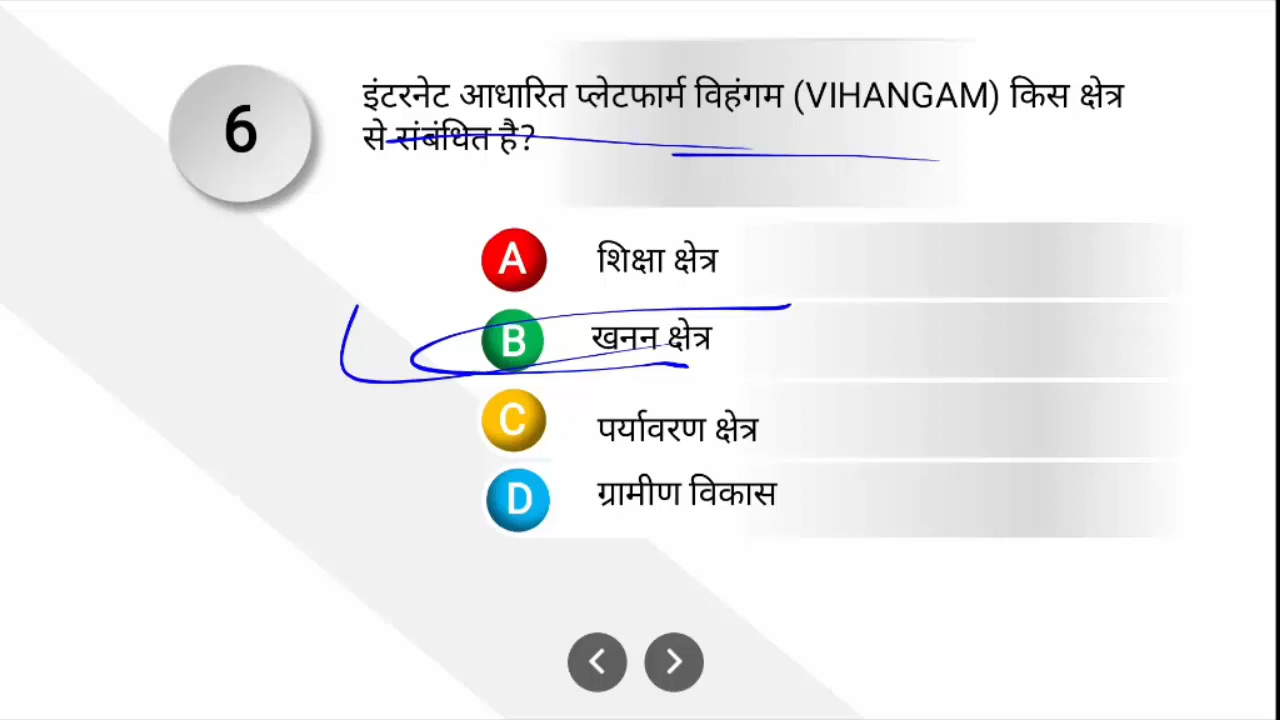 6
इंटरनेट आधारित प्लेटफार्म विहंगम (VIHANGAM) किस क्षेत्र
से संबंधित है?
A शिक्षा क्षेत्र
B खनन क्षेत्र
C पर्यावरण क्षेत्र
D ग्रामीण विकास